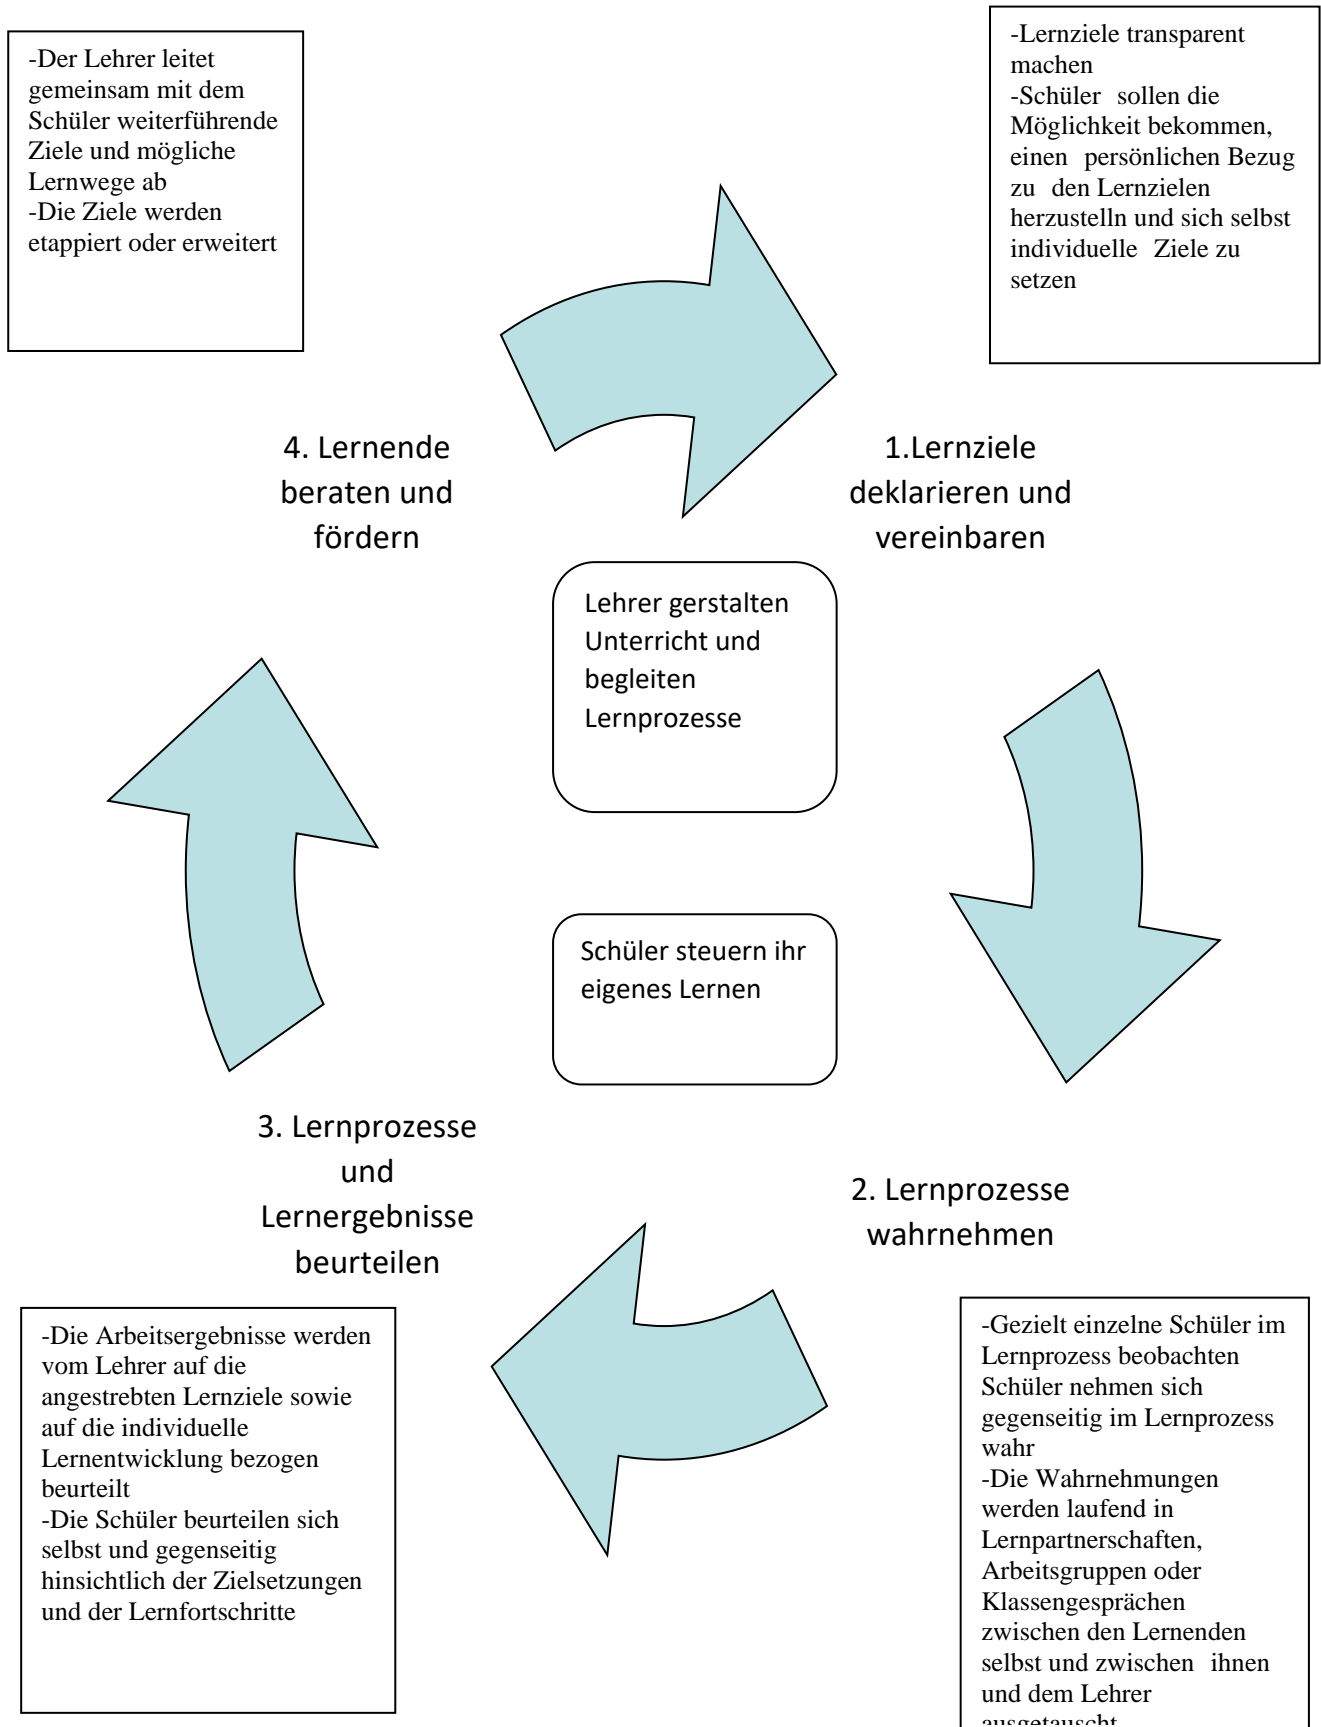 -Der Lehrer leitet
gemeinsam mit dem
Schüler weiterführende
Ziele und mögliche
Lernwege ab
-Die Ziele werden
etappiert oder erweitert
-Lernziele transparent
machen
-Schüler sollen die
Möglichkeit bekommen,
einen persönlichen Bezug
zu den Lernzielen
herzustelln und sich selbst
individuelle Ziele zu
setzen
4. Lernende
beraten und
fördern
1.Lernziele
deklarieren und
vereinbaren
Lehrer gerstalten
Unterricht und
begleiten
Lernprozesse
Schüler steuern ihr
eigenes Lernen
3. Lernprozesse
und
Lernergebnisse
beurteilen
2. Lernprozesse
wahrnehmen
-Die Arbeitsergebnisse werden
vom Lehrer auf die
angestrebten Lernziele sowie
auf die individuelle
Lernentwicklung bezogen
beurteilt
-Die Schüler beurteilen sich
selbst und gegenseitig
hinsichtlich der Zielsetzungen
und der Lernfortschritte
-Gezielt einzelne Schüler im
Lernprozess beobachten
Schüler nehmen sich
gegenseitig im Lernprozess
wahr
-Die Wahrnehmungen
werden laufend in
Lernpartnerschaften,
Arbeitsgruppen oder
Klassengesprächen
zwischen den Lernenden
selbst und zwischen ihnen
und dem Lehrer
ausgetauscht